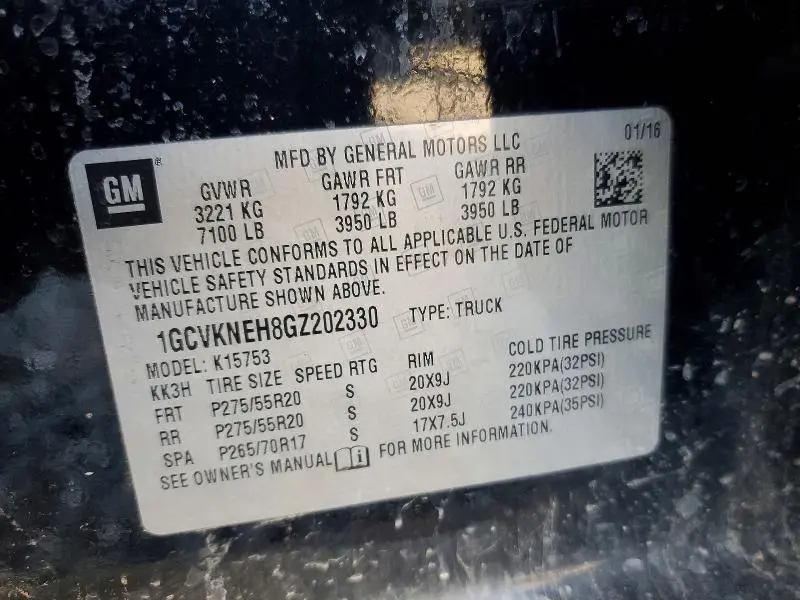 01/16
MFD BY GENERAL MOTORS LLC
GM
GVWR GAWR FRT GAWR RR
3221 KG 1792 KG 1792 KG
7100 LB 3950 LB 3950 LB
THIS VEHICLE CONFORMS TO ALL APPLICABLE U.S. FEDERAL MOTOR
VEHICLE SAFETY STANDARDS IN EFFECT ON THE DATE OF
MANUFACTURE SHOWN ABOVE.
1GCVKNEH8GZ202330 TYPE: TRUCK
MODEL: K15753
KK3H TIRE SIZE SPEED RTG RIM COLD TIRE PRESSURE
FRT P275/55R20 S 20X9J 220KPA(32PSI)
RR P275/55R20 S 20X9J 220KPA(32PSI)
SPA P265/70R17 S 17X7.5J 240KPA(35PSI)
SEE OWNER'S MANUAL i FOR MORE INFORMATION.